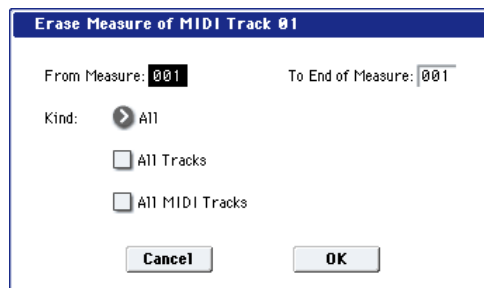 Erase Measure of MIDI Track 01
From Measure: 001 To End of Measure: 001
Kind: All
All Tracks
All MIDI Tracks
Cancel OK